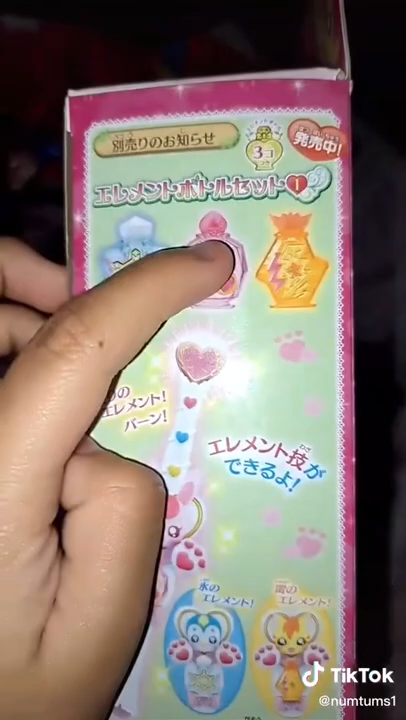 別売りのお知らせ
3コ
発売中!
エレメントボトルセット1
エレメント!
バーン!
エレメント技が
できるよ!
氷の
エレメント!
雷の
エレメント!
TikTok
@numtums1